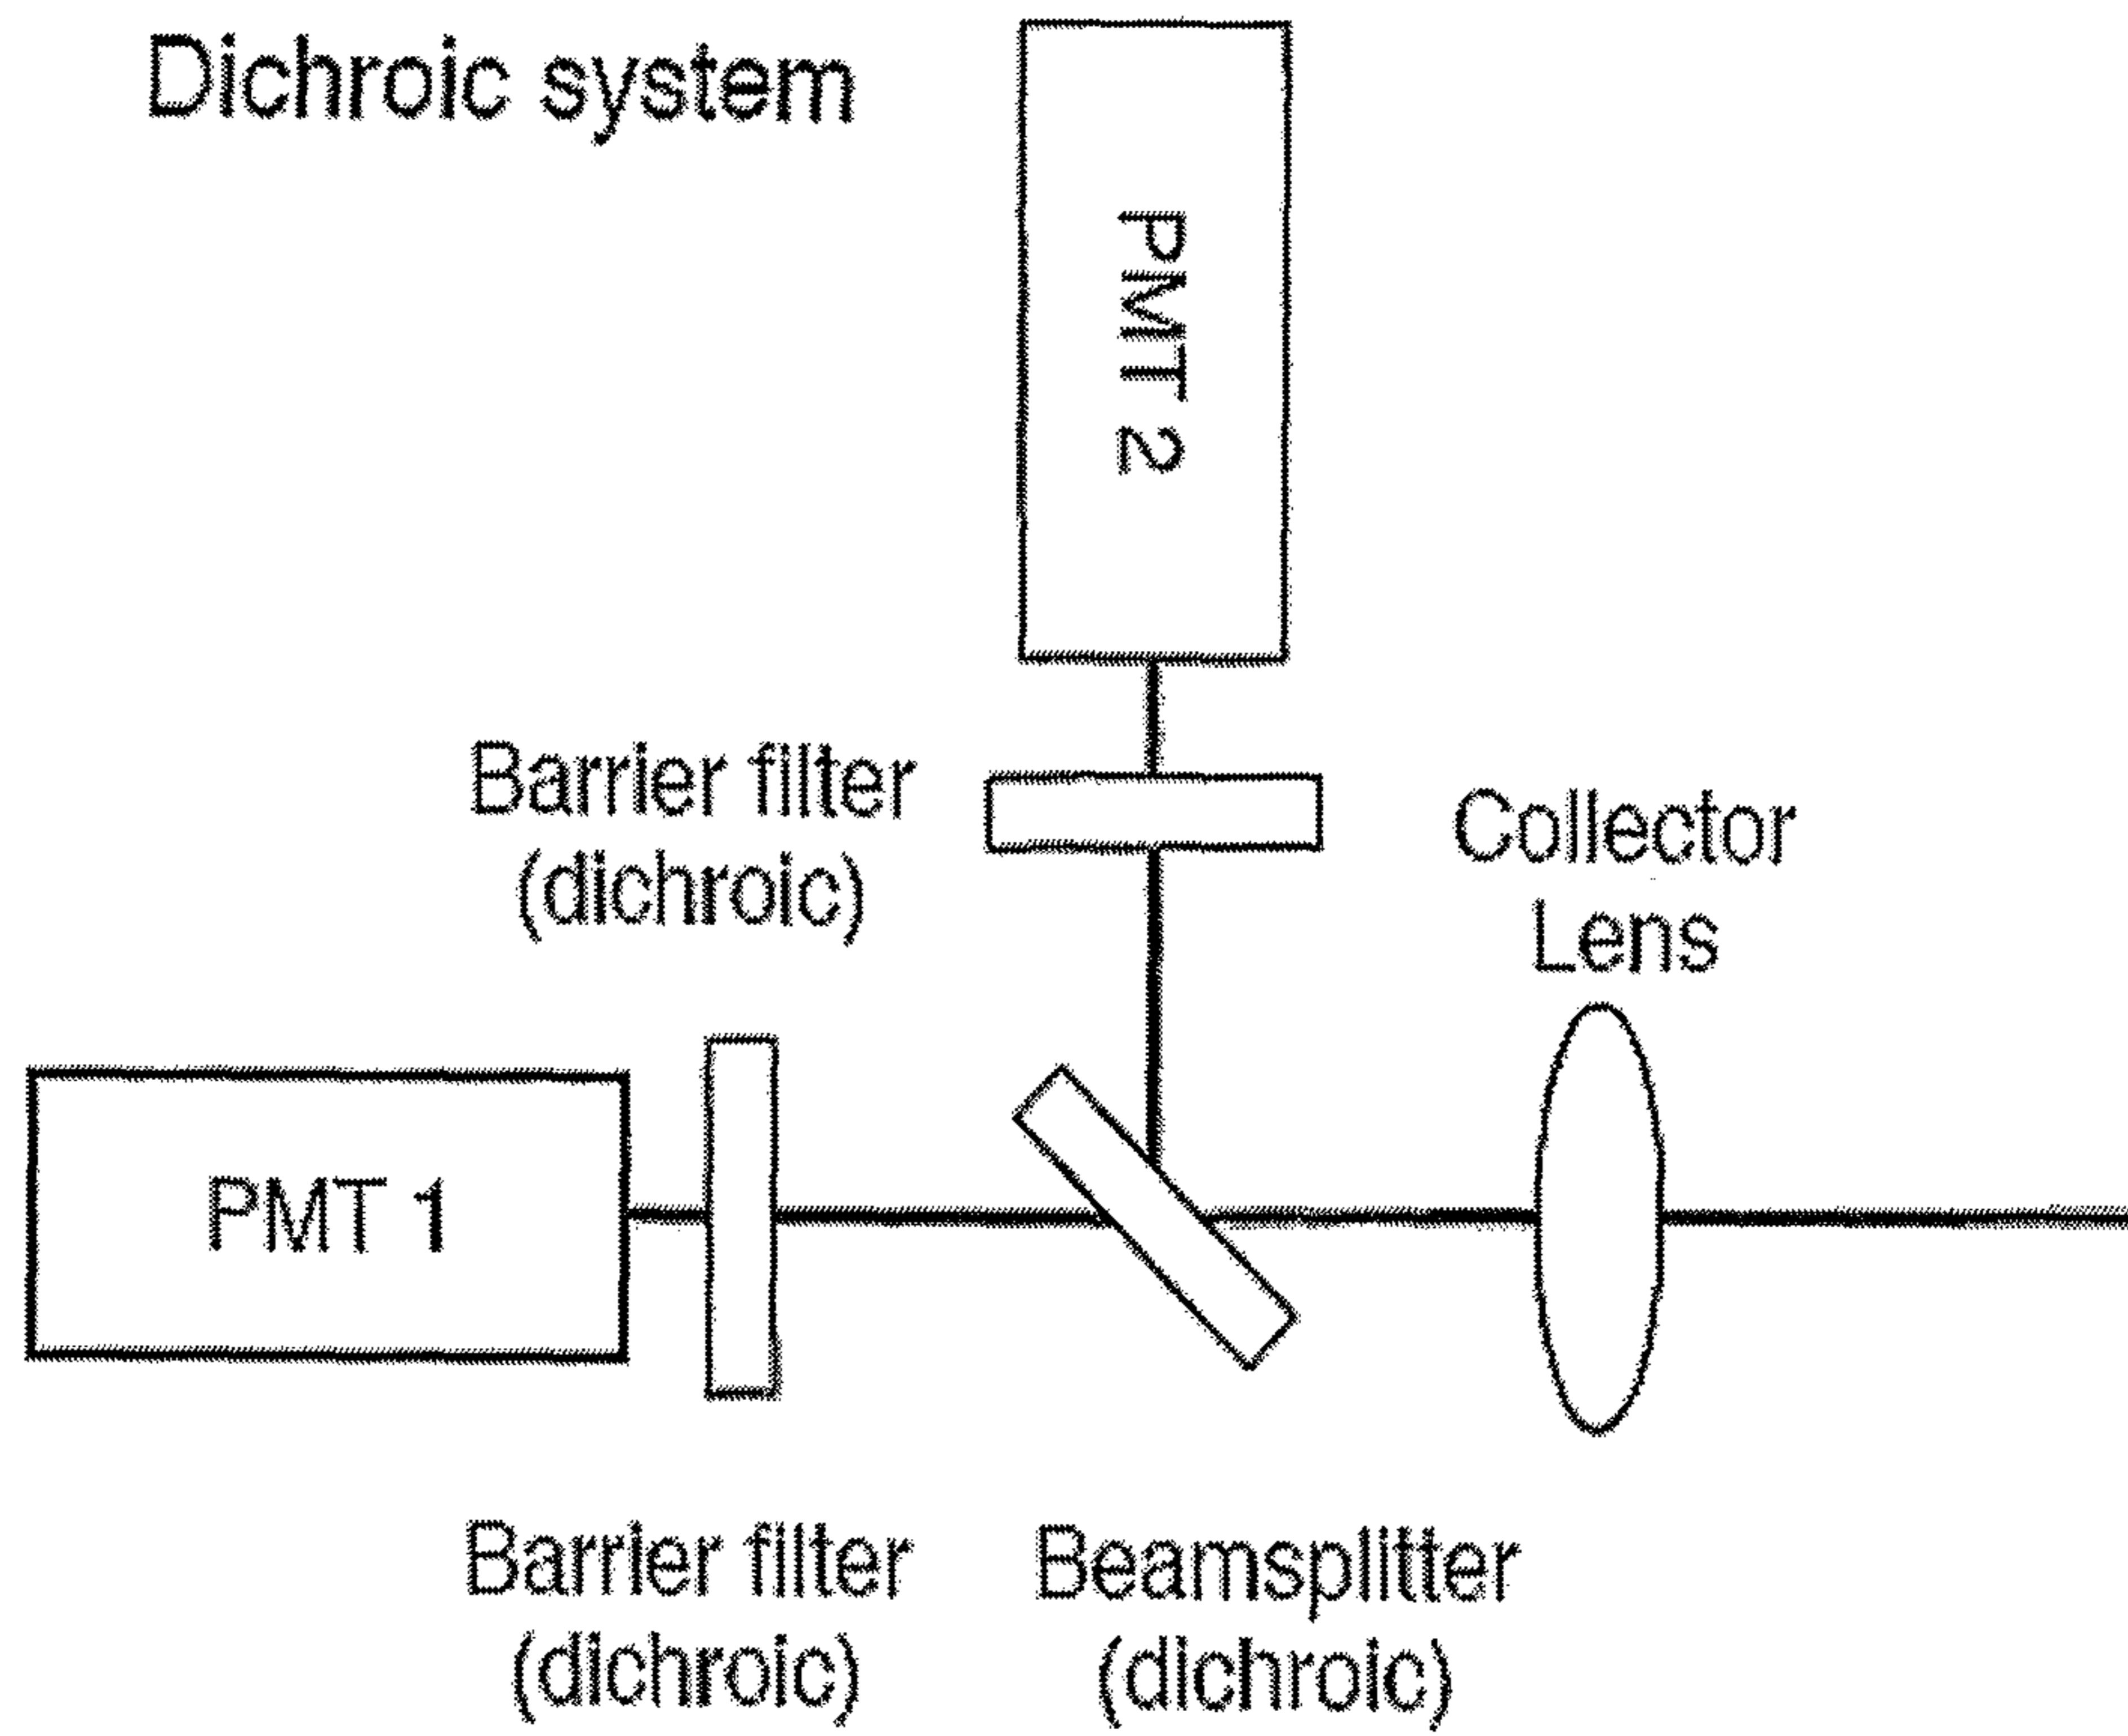 Dichroic system
PMT 2
Barrier filter
(dichroic)
Collector
Lens
PMT 1
Barrier filter
(dichroic)
Beamsplitter
(dichroic)